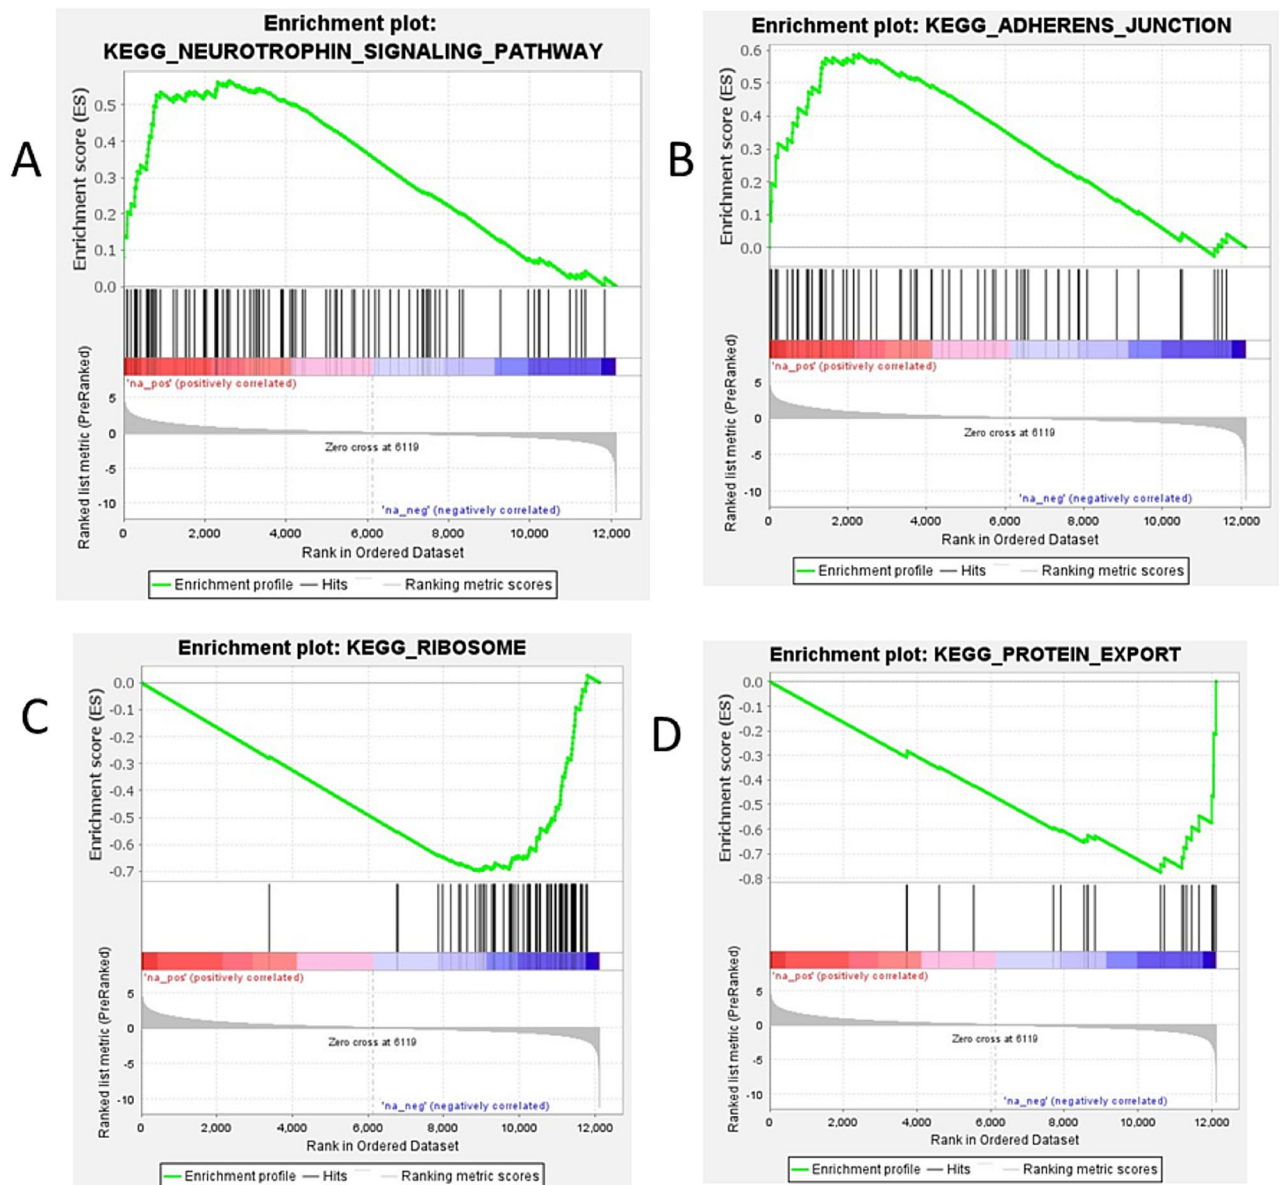 A
Enrichment plot:
KEGG_NEUROTROPHIN_SIGNALING_PATHWAY
Enrichment score (ES)
0.5
0.4
0.3
0.2
0.1
0.0
'na_pos' (positively correlated)
Ranked list metric (PreRanked)
5
0
-5
-10
Zero cross at 6119
'na_neg' (negatively correlated)
0 2,000 4,000 6,000 8,000 10,000 12,000
Rank in Ordered Dataset
Enrichment profile Hits Ranking metric scores
B
Enrichment plot: KEGG_ADHERENS_JUNCTION
Enrichment score (ES)
0.6
0.5
0.4
0.3
0.2
0.1
0.0
'na_pos' (positively correlated)
Ranked list metric (PreRanked)
5
0
-5
-10
Zero cross at 6119
'na_neg' (negatively correlated)
0 2,000 4,000 6,000 8,000 10,000 12,000
Rank in Ordered Dataset
Enrichment profile Hits Ranking metric scores
C
Enrichment plot: KEGG_RIBOSOME
Enrichment score (ES)
0.0
-0.1
-0.2
-0.3
-0.4
-0.5
-0.6
-0.7
'na_pos' (positively correlated)
Ranked list metric (PreRanked)
5
0
-5
-10
Zero cross at 6119
'na_neg' (negatively correlated)
0 2,000 4,000 6,000 8,000 10,000 12,000
Rank in Ordered Dataset
Enrichment profile Hits Ranking metric scores
D
Enrichment plot: KEGG_PROTEIN_EXPORT
Enrichment score (ES)
0.0
-0.1
-0.2
-0.3
-0.4
-0.5
-0.6
-0.7
-0.8
'na_pos' (positively correlated)
Ranked list metric (PreRanked)
5
0
-5
-10
Zero cross at 6119
'na_neg' (negatively correlated)
0 2,000 4,000 6,000 8,000 10,000 12,000
Rank in Ordered Dataset
Enrichment profile Hits Ranking metric scores